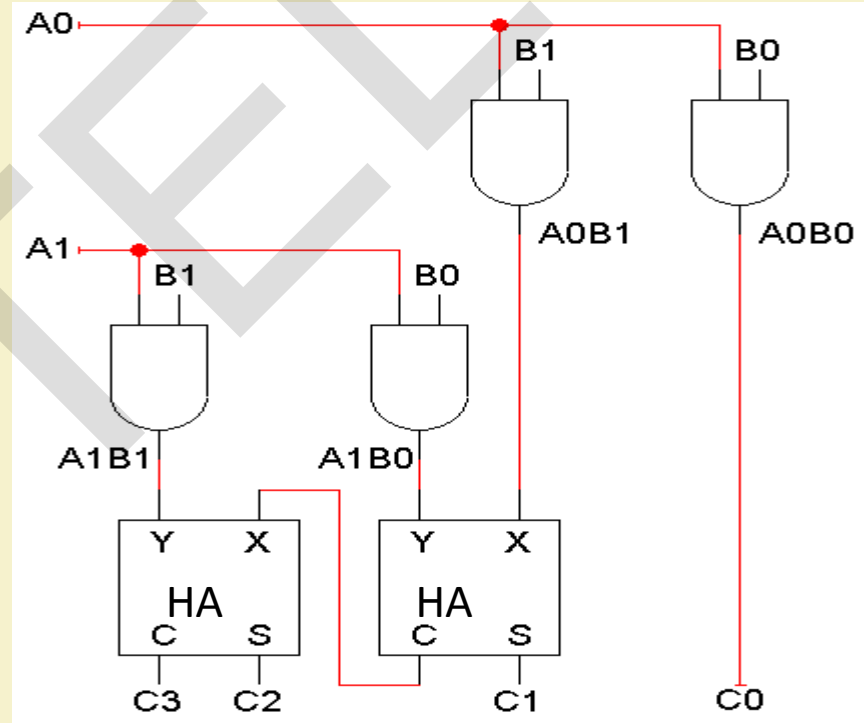 A0
B1 B0
A0B1 A0B0
A1
B1 B0
A1B1 A1B0
Y X Y X
HA HA
C S C S
C3 C2 C1 C0